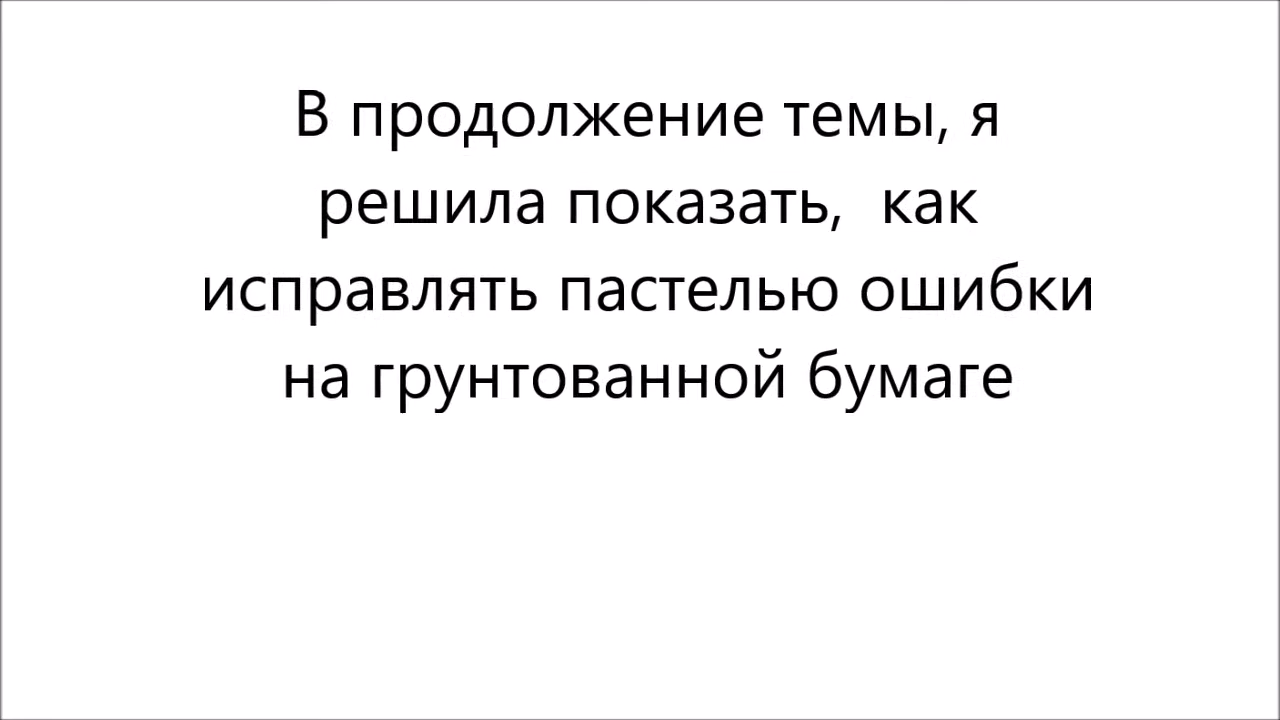 В продолжение темы, я
решила показать,  как
исправлять пастелью ошибки
на грунтованной бумаге